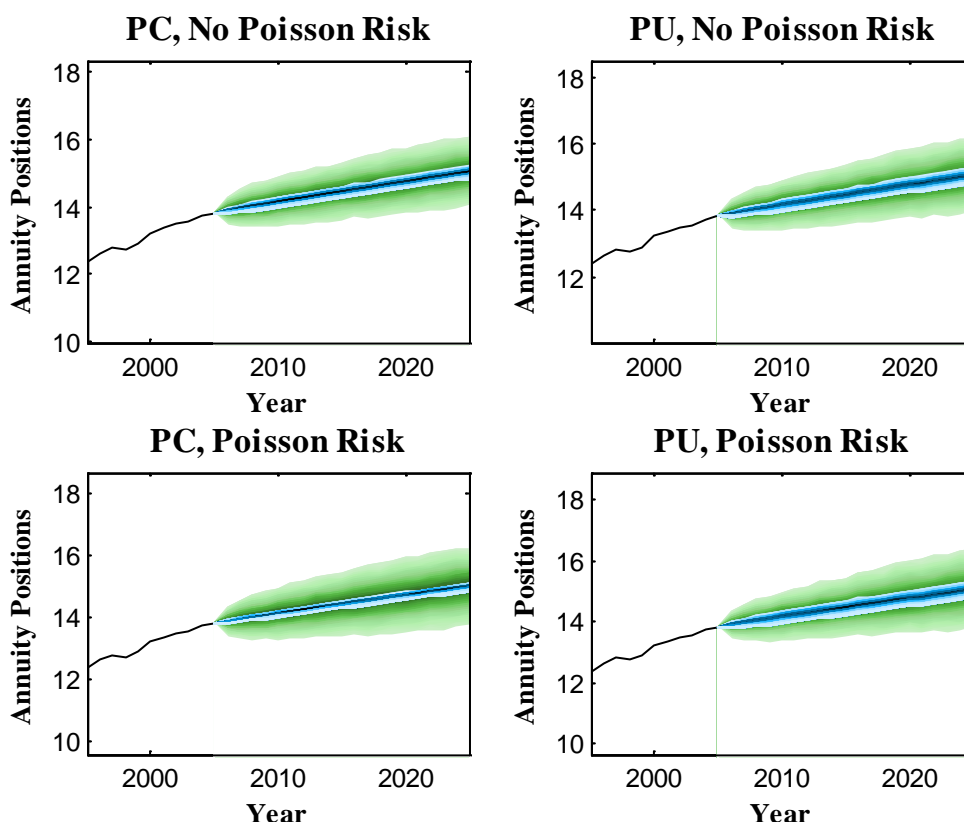 PC, No Poisson Risk
PU, No Poisson Risk
Annuity Positions
18
16
14
12
10
2000 2010 2020
Year
Annuity Positions
18
16
14
12
2000 2010 2020
Year
PC, Poisson Risk
PU, Poisson Risk
Annuity Positions
18
16
14
12
10
2000 2010 2020
Year
Annuity Positions
18
16
14
12
10
2000 2010 2020
Year